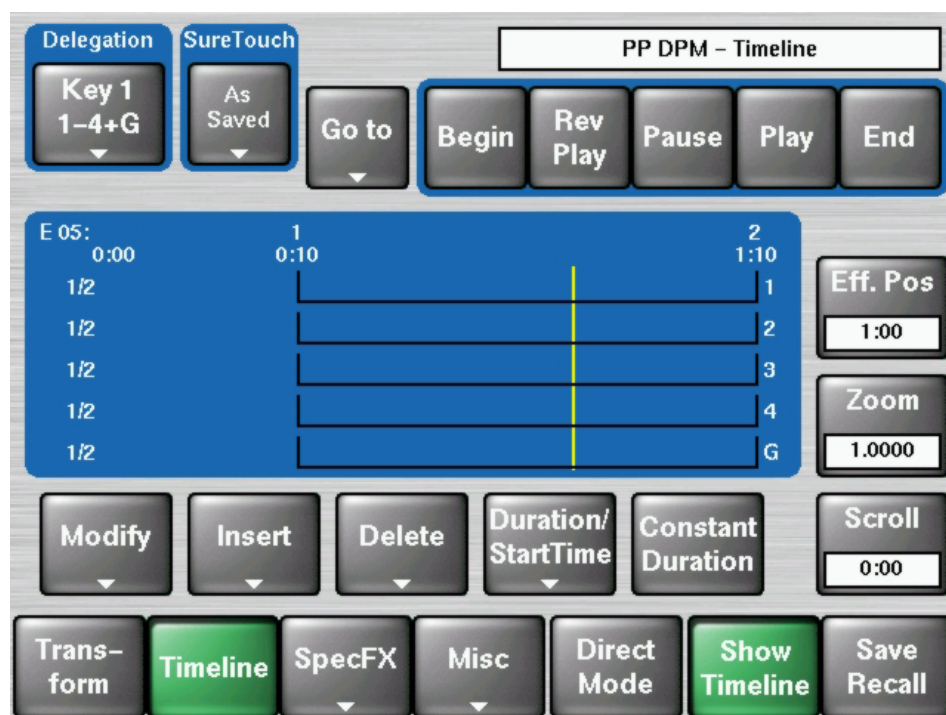 Delegation
SureTouch
PP DPM – Timeline
Key 1
1–4+G
As
Saved
Go to
Begin
Rev
Play
Pause
Play
End
E 05:
1
2
0:00
0:10
1:10
1/2
1
1/2
2
1/2
3
1/2
4
1/2
G
Eff. Pos
1:00
Zoom
1.0000
Scroll
0:00
Modify
Insert
Delete
Duration/
StartTime
Constant
Duration
Trans–
form
Timeline
SpecFX
Misc
Direct
Mode
Show
Timeline
Save
Recall